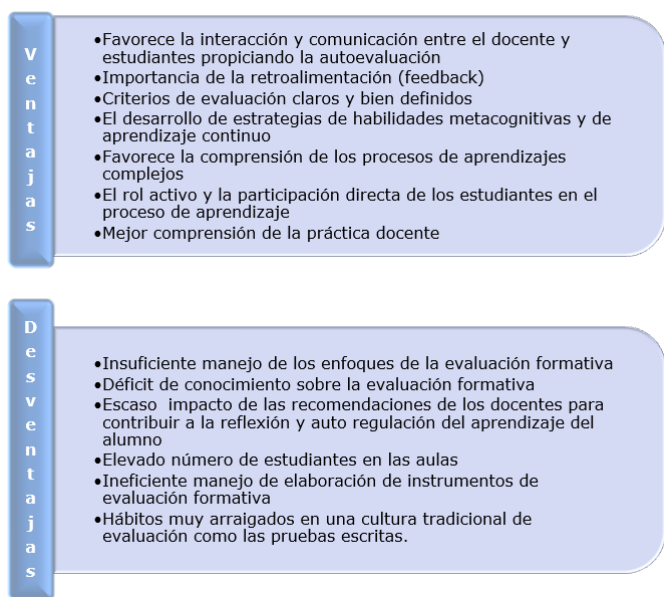 Ventajas
•Favorece la interacción y comunicación entre el docente y
estudiantes propiciando la autoevaluación
•Importancia de la retroalimentación (feedback)
•Criterios de evaluación claros y bien definidos
•El desarrollo de estrategias de habilidades metacognitivas y de
aprendizaje continuo
•Favorece la comprensión de los procesos de aprendizajes
complejos
•El rol activo y la participación directa de los estudiantes en el
proceso de aprendizaje
•Mejor comprensión de la práctica docente
Desventajas
•Insuficiente manejo de los enfoques de la evaluación formativa
•Déficit de conocimiento sobre la evaluación formativa
•Escaso impacto de las recomendaciones de los docentes para
contribuir a la reflexión y auto regulación del aprendizaje del
alumno
•Elevado número de estudiantes en las aulas
•Ineficiente manejo de elaboración de instrumentos de
evaluación formativa
•Hábitos muy arraigados en una cultura tradicional de
evaluación como las pruebas escritas.